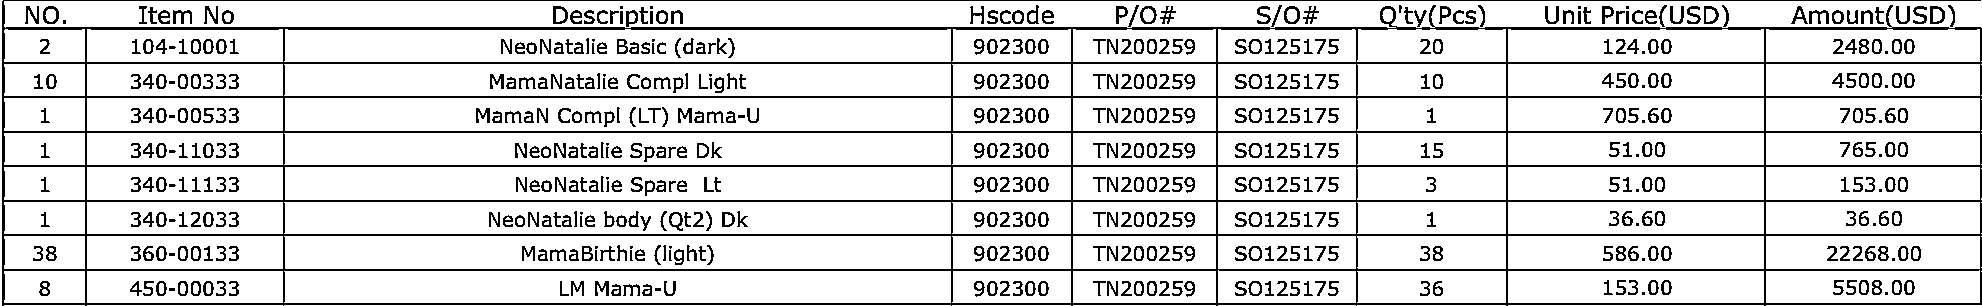 NO. Item No Description Hscode P/O# S/O# Q'ty(Pcs) Unit Price(USD) Amount(USD)
2 104-10001 NeoNatalie Basic (dark) 902300 TN200259 SO125175 20 124.00 2480.00
10 340-00333 MamaNatalie Compl Light 902300 TN200259 SO125175 10 450.00 4500.00
1 340-00533 MamaN Compl (LT) Mama-U 902300 TN200259 SO125175 1 705.60 705.60
1 340-11033 NeoNatalie Spare Dk 902300 TN200259 SO125175 15 51.00 765.00
1 340-11133 NeoNatalie Spare  Lt 902300 TN200259 SO125175 3 51.00 153.00
1 340-12033 NeoNatalie body (Qt2) Dk 902300 TN200259 SO125175 1 36.60 36.60
38 360-00133 MamaBirthie (light) 902300 TN200259 SO125175 38 586.00 22268.00
8 450-00033 LM Mama-U 902300 TN200259 SO125175 36 153.00 5508.00